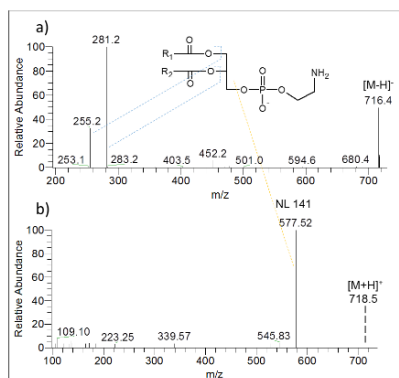 a)
Relative Abundance
100
80
60
40
20
0
281.2
255.2
253.1
283.2
403.5
452.2
501.0
594.6
680.4
[M-H]-
716.4
R1
O
O
R2
O
O
O
P
O
O-
O
NH2
200
300
400
500
600
700
m/z
b)
Relative Abundance
100
80
60
40
20
0
NL 141
577.52
109.10
223.25
339.57
545.83
[M+H]+
718.5
100
200
300
400
500
600
700
m/z